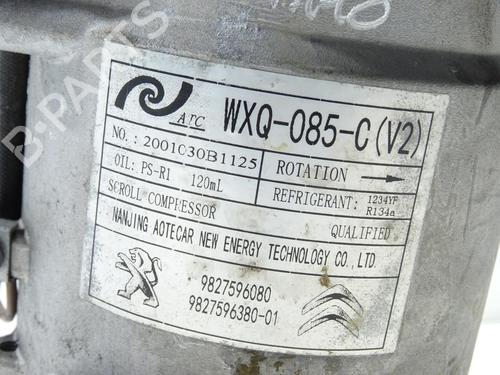 B-PARTS
ATC
WXQ-085-C(V2)
NO.: 2001030B1125
ROTATION
OIL: PS-R1 120mL
REFRIGERANT: 1234YF R134a
SCROLL COMPRESSOR
QUALIFIED
NANJING AOTECAR NEW ENERGY TECHNOLOGY CO., LTD.
9827596080
9827596380-01